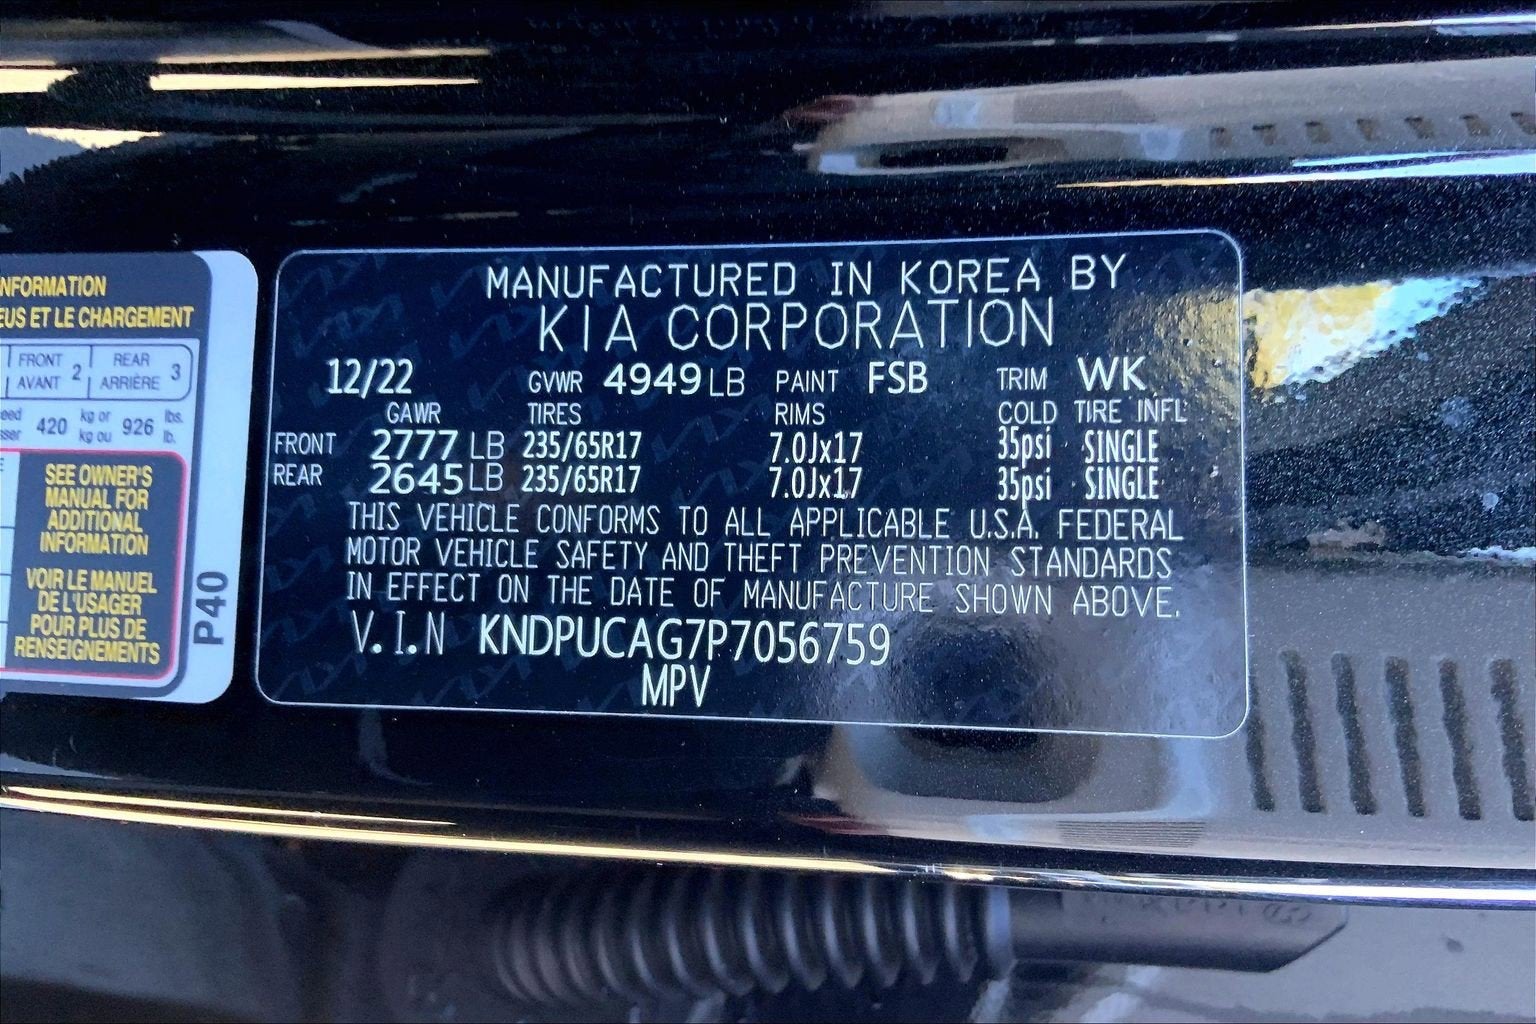 NFORMATION
EUS ET LE CHARGEMENT
FRONT 2 REAR 3
AVANT ARRIÈRE
420 kg or 926 lbs.
kg ou lb.
SEE OWNER'S
MANUAL FOR
ADDITIONAL
INFORMATION
VOIR LE MANUEL
DE L'USAGER
POUR PLUS DE
RENSEIGNEMENTS
P40
MANUFACTURED IN KOREA BY
KIA CORPORATION
12/22 GVWR 4949 LB PAINT FSB TRIM WK
GAWR TIRES RIMS COLD TIRE INFL
FRONT 2777 LB 235/65R17 7.0Jx17 35psi SINGLE
REAR 2645 LB 235/65R17 7.0Jx17 35psi SINGLE
THIS VEHICLE CONFORMS TO ALL APPLICABLE U.S.A. FEDERAL
MOTOR VEHICLE SAFETY AND THEFT PREVENTION STANDARDS
IN EFFECT ON THE DATE OF MANUFACTURE SHOWN ABOVE.
V.I.N KNDPUCAG7P7056759
MPV